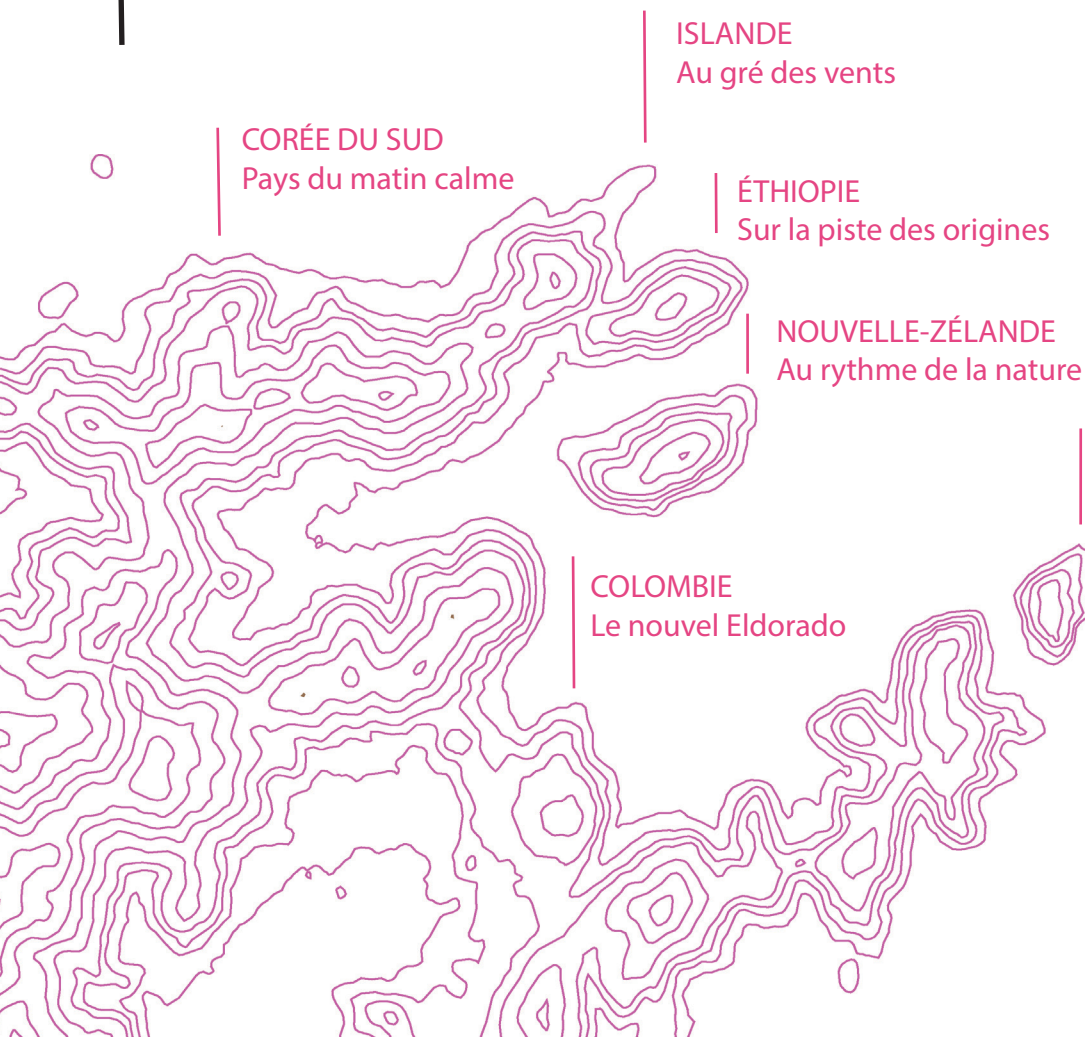 ISLANDE
Au gré des vents
CORÉE DU SUD
Pays du matin calme
ÉTHIOPIE
Sur la piste des origines
NOUVELLE-ZÉLANDE
Au rythme de la nature
COLOMBIE
Le nouvel Eldorado